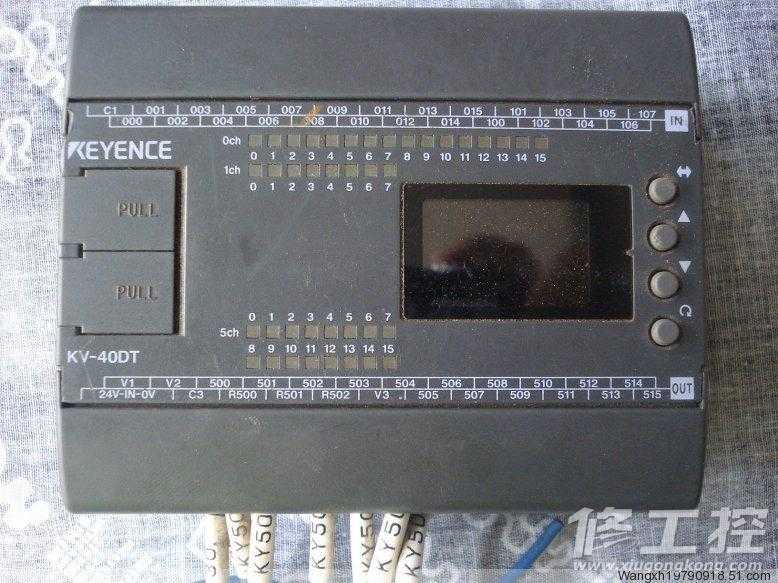 C1 001 003 005 007 009 011 013 015 101 103 105 107
000 002 004 006 008 010 012 014 100 102 104 106
IN
0ch
0 1 2 3 4 5 6 7 8 9 10 11 12 13 14 15
KEYENCE
1ch
0 1 2 3 4 5 6 7
PULL
PULL
0 1 2 3 4 5 6 7
5ch
8 9 10 11 12 13 14 15
KV-40DT
V1 V2 500 501 502 503 504 506 508 510 512 514
24V-IN-0V C3 R500 R501 R502 V3 505 507 509 511 513 515
OUT
KY50
KY50
KY50
KY50
KY50
修工控
www.xiugongkong.com
Wangxh19790918.51.com